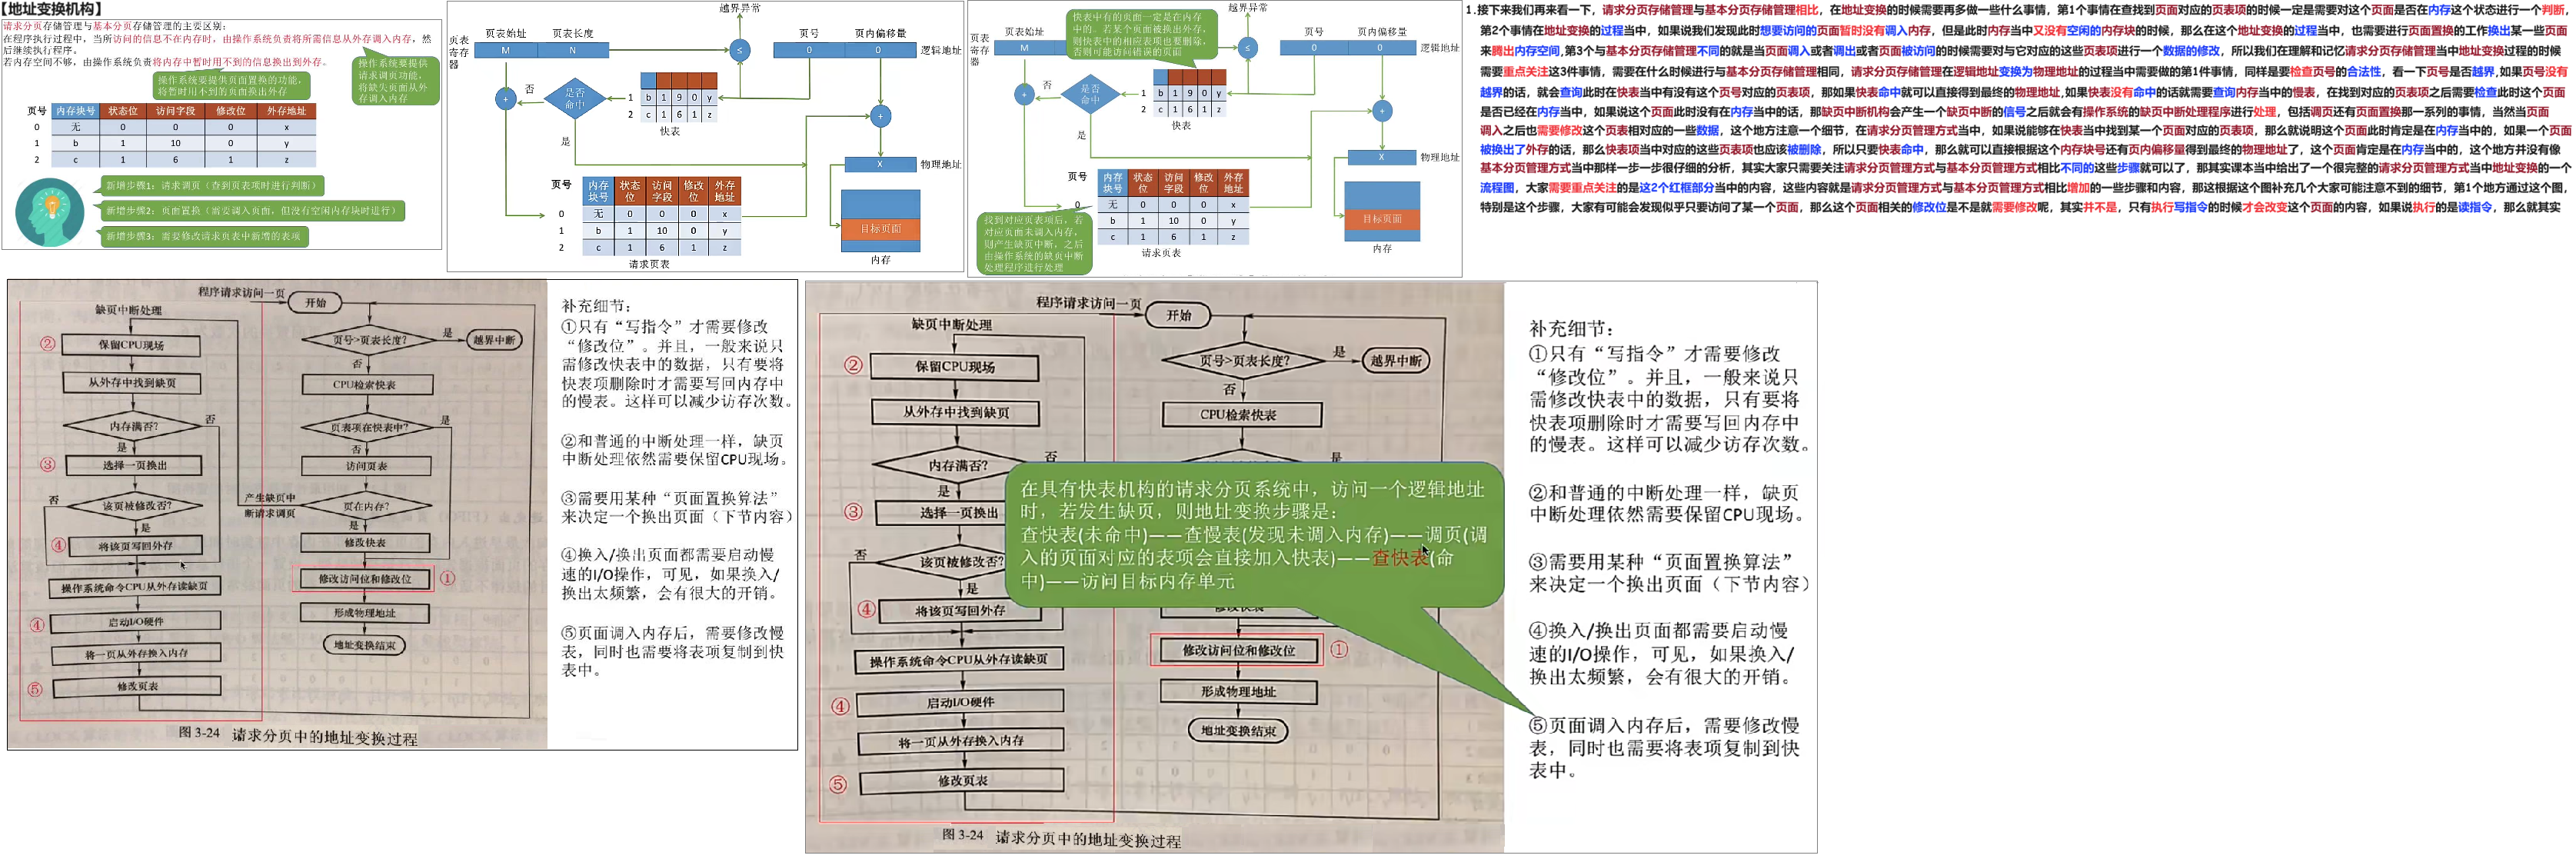 【地址变换机构】
请求分页存储管理与基本分页存储管理的主要区别:
在程序执行过程中，当所访问的信息不在内存时，由操作系统负责将所需信息从外存调入内存，然
后继续执行程序。
若内存空间不够，由操作系统负责将内存中暂时用不到的信息换出到外存。
操作系统要提供页面置换的功能，
将暂时用不到的页面换出外存
操作系统要提供
请求调页功能，
将缺失页面从外
存调入内存
页号 内存块号 状态位 访问字段 修改位 外存地址
0 无 0 0 0 x
1 b 1 10 0 y
2 c 1 6 1 z
新增步骤1：请求调页（查到页表项时进行判断）
新增步骤2：页面置换（需要调入页面，但没有空闲内存块时进行）
新增步骤3：需要修改请求页表中新增的表项
越界异常
页表始址 页表长度 页号 页内偏移量
页表
寄存
器
M N ≤ 0 0 逻辑地址
否
是否
命中
+
1 b 1 9 0 y
2 c 1 6 1 z
快表
是
+
X 物理地址
页号 内存
块号 状态
位 访问
字段 修改
位 外存
地址
0 无 0 0 0 x
1 b 1 10 0 y
2 c 1 6 1 z
请求页表
目标页面
内存
快表中有的页面一定是在内存
中的。若某个页面被换出外存，
则快表中的相应表项也要删除，
否则可能访问错误的页面
越界异常
页表始址 页号 页内偏移量
页表
寄存
器
M ≤ 0 0 逻辑地址
否
是否
命中
+
1 b 1 9 0 y
2 c 1 6 1 z
快表
是
+
X 物理地址
页号 内存
块号 状态
位 访问
字段 修改
位 外存
地址
0 无 0 0 0 x
b 1 10 0 y
c 1 6 1 z
请求页表
找到对应页表项后，若
对应页面未调入内存，
则产生缺页中断，之后
由操作系统的缺页中断
处理程序进行处理
目标页面
内存
1.接下来我们再来看一下，请求分页存储管理与基本分页存储管理相比，在地址变换的时候需要再多做一些什么事情，第1个事情在查找到页面对应的页表项的时候一定是需要对这个页面是否在内存这个状态进行一个判断，
第2个事情在地址变换的过程当中，如果说我们发现此时想要访问的页面暂时没有调入内存，但是此时内存当中又没有空闲的内存块的时候，那么在这个地址变换的过程当中，也需要进行页面置换的工作换出某一些页面
来腾出内存空间,第3个与基本分页存储管理不同的就是当页面调入或者调出或者页面被访问的时候需要对与它对应的这些页表项进行一个数据的修改，所以我们在理解和记忆请求分页存储管理当中地址变换过程的时候
需要重点关注这3件事情，需要在什么时候进行与基本分页存储管理相同，请求分页存储管理在逻辑地址变换为物理地址的过程当中需要做的第1件事情，同样是要检查页号的合法性，看一下页号是否越界,如果页号没有
越界的话，就会查询此时在快表当中有没有这个页号对应的页表项，那如果快表命中就可以直接得到最终的物理地址,如果快表没有命中的话就需要查询内存当中的慢表，在找到对应的页表项之后需要检查此时这个页面
是否已经在内存当中，如果说这个页面此时没有在内存当中的话，那缺页中断机构会产生一个缺页中断的信号之后就会有操作系统的缺页中断处理程序进行处理，包括调页还有页面置换那一系列的事情，当然当页面
调入之后也需要修改这个页表相对应的一些数据，这个地方注意一个细节，在请求分页管理方式当中，如果说能够在快表当中找到某一个页面对应的页表项，那么就说明这个页面此时肯定是在内存当中的，如果一个页面
被换出了外存的话，那么快表项当中对应的这些页表项也应该被删除，所以只要快表命中，那么就可以直接根据这个内存块号还有页内偏移量得到最终的物理地址了，这个页面肯定是在内存当中的，这个地方并没有像
基本分页管理方式当中那样一步一步很仔细的分析，其实大家只需要关注请求分页管理方式与基本分页管理方式相比不同的这些步骤就可以了，那其实课本当中给出了一个很完整的请求分页管理方式当中地址变换的一个
流程图，大家需要重点关注的是这2个红框部分当中的内容，这些内容就是请求分页管理方式与基本分页管理方式相比增加的一些步骤和内容，那这根据这个图补充几个大家可能注意不到的细节，第1个地方通过这个图，
特别是这个步骤，大家有可能会发现似乎只要访问了某一个页面，那么这个页面相关的修改位是不是就需要修改呢，其实并不是，只有执行写指令的时候才会改变这个页面的内容，如果说执行的是读指令，那么就其实
程序请求访问一页
开始
缺页中断处理
②
保留CPU现场
从外存中找到缺页
内存满否?
否
是
③
选择一页换出
该页被修改否?
否
是
④
将该页写回外存
操作系统命令CPU从外存读缺页
④
启动I/O硬件
将一页从外存换入内存
⑤
修改页表
页号>页表长度?
是
越界中断
否
CPU检索快表
页表项在快表中?
是
否
访问页表
产生缺页中
断请求调页
页在内存?
是
修改快表
修改访问位和修改位
①
形成物理地址
地址变换结束
图 3-24 请求分页中的地址变换过程
补充细节:
①只有“写指令”才需要修改
“修改位”。并且，一般来说只
需修改快表中的数据，只有要将
快表项删除时才需要写回内存中
的慢表。这样可以减少访存次数。
②和普通的中断处理一样，缺页
中断处理依然需要保留CPU现场。
③需要用某种“页面置换算法”
来决定一个换出页面（下节内容）
④换入/换出页面都需要启动慢
速的I/O操作，可见，如果换入/
换出太频繁，会有很大的开销。
⑤页面调入内存后，需要修改慢
表，同时也需要将表项复制到快
表中。
程序请求访问一页
开始
缺页中断处理
②
保留CPU现场
从外存中找到缺页
内存满否?
否
是
③
选择一页换出
该页被修改否?
否
是
④
将该页写回外存
操作系统命令CPU从外存读缺页
④
启动I/O硬件
将一页从外存换入内存
⑤
修改页表
页号>页表长度?
是
越界中断
否
CPU检索快表
是
在具有快表机构的请求分页系统中，访问一个逻辑地址
时，若发生缺页，则地址变换步骤是：
查快表(未命中)——查慢表(发现未调入内存)——调页(调
入的页面对应的表项会直接加入快表)——查快表(命
中)——访问目标内存单元
修改快表
修改访问位和修改位
①
形成物理地址
地址变换结束
图 3-24 请求分页中的地址变换过程
补充细节:
①只有“写指令”才需要修改
“修改位”。并且，一般来说只
需修改快表中的数据，只有要将
快表项删除时才需要写回内存中
的慢表。这样可以减少访存次数。
②和普通的中断处理一样，缺页
中断处理依然需要保留CPU现场。
③需要用某种“页面置换算法”
来决定一个换出页面（下节内容）
④换入/换出页面都需要启动慢
速的I/O操作，可见，如果换入/
换出太频繁，会有很大的开销。
⑤页面调入内存后，需要修改慢
表，同时也需要将表项复制到快
表中。